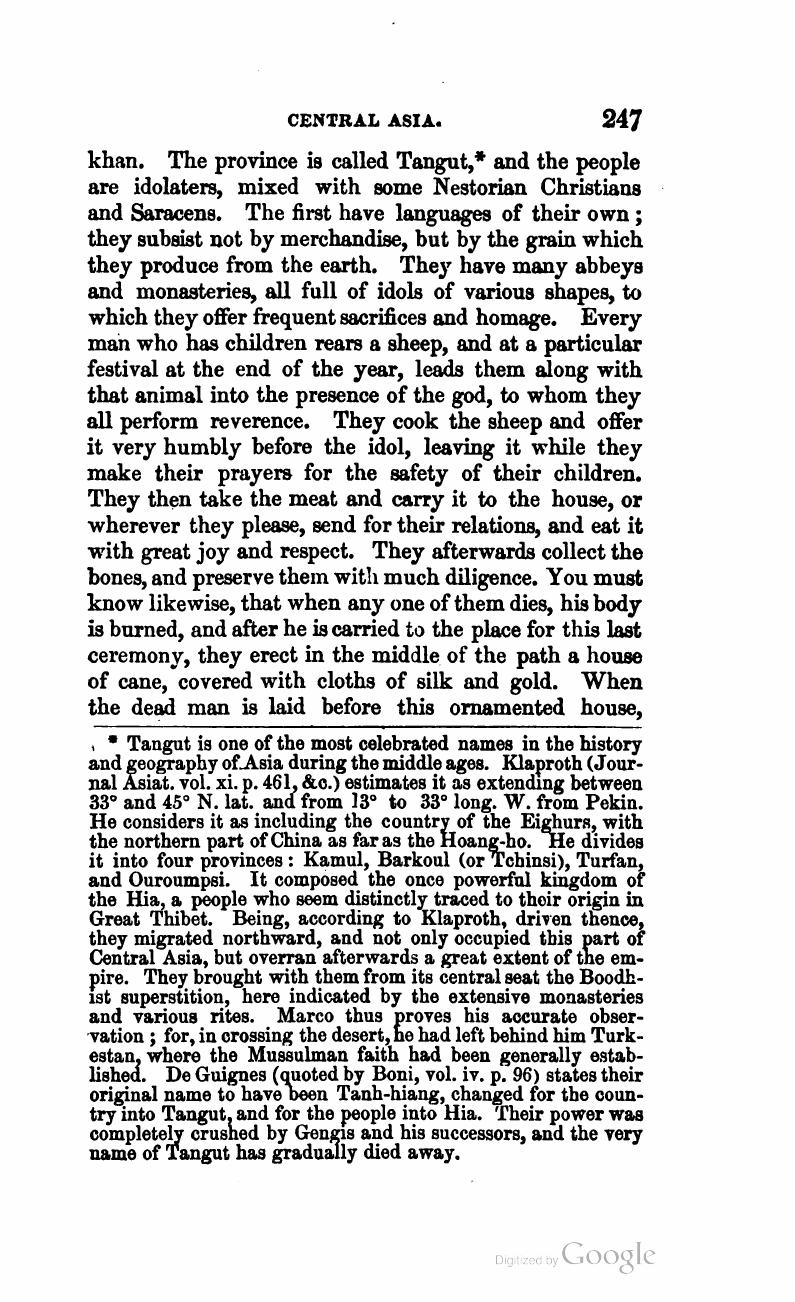 CENTRAL ASIA. 247
khan. The province is called Tangut,* and the people
are idolaters, mixed with some Nestorian Christians
and Saracens. The first have languages of their own ;
they subsist not by merchandise, but by the grain which
they produce from the earth. They have many abbeys
and monasteries, all full of idols of various shapes, to
which they offer frequent sacrifices and homage. Every
man who has children rears a sheep, and at a particular
festival at the end of the year, leads them along with
that animal into the presence of the god, to whom they
all perform reverence. They cook the sheep and offer
it very humbly before the idol, leaving it while they
make their prayers for the safety of their children.
They then take the meat and carry it to the house, or
wherever they please, send for their relations, and eat it
with great joy and respect. They afterwards collect the
bones, and preserve them with much diligence. You must
know likewise, that when any one of them dies, his body
is burned, and after he is carried to the place for this last
ceremony, they erect in the middle of the path a house
of cane, covered with cloths of silk and gold. When
the dead man is laid before this ornamented house,
* Tangut is one of the most celebrated names in the history
and geography of Asia during the middle ages. Klaproth (Jour-
nal Asiat. vol. xi. p. 461, &c.) estimates it as extending between
33° and 45° N. lat. and from 13° to 33° long. W. from Pekin.
He considers it as including the country of the Eighurs, with
the northern part of China as far as the Hoang-ho. He divides
it into four provinces : Kamul, Barkoul (or Tchinsi), Turfan,
and Ouroumpsi. It composed the once powerful kingdom of
the Hia, a people who seem distinctly traced to their origin in
Great Thibet. Being, according to Klaproth, driven thence,
they migrated northward, and not only occupied this part of
Central Asia, but overran afterwards a great extent of the em-
pire. They brought with them from its central seat the Boodh-
ist superstition, here indicated by the extensive monasteries
and various rites. Marco thus proves his accurate obser-
vation ; for, in crossing the desert, he had left behind him Turk-
estan, where the Mussulman faith had been generally estab-
lished. De Guignes (quoted by Boni, vol. iv. p. 96) states their
original name to have been Tanh-hiang, changed for the coun-
try into Tangut, and for the people into Hia. Their power was
completely crushed by Gengis and his successors, and the very
name of Tangut has gradually died away.
Digitized by Google